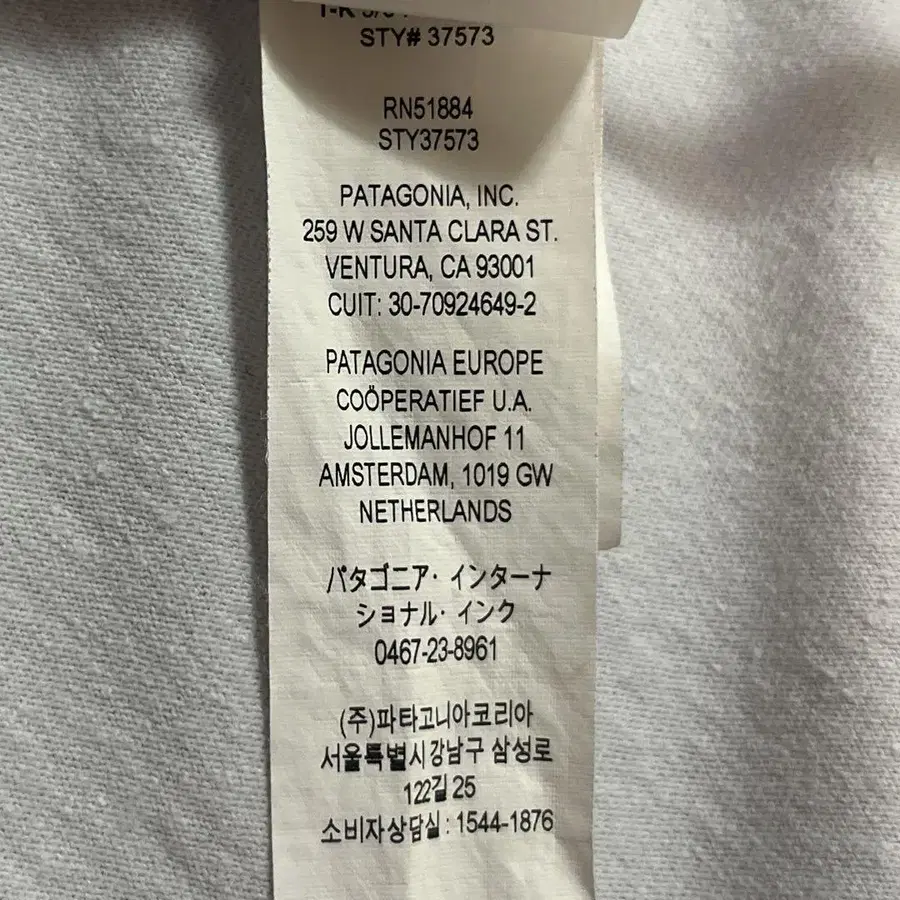 STY# 37573
RN51884
STY37573
PATAGONIA, INC.
259 W SANTA CLARA ST.
VENTURA, CA 93001
CUIT: 30-70924649-2
PATAGONIA EUROPE
COÖPERATIEF U.A.
JOLLEMANHOF 11
AMSTERDAM, 1019 GW
NETHERLANDS
パタゴニア・インターナ
ショナル・インク
0467-23-8961
(주)파타고니아코리아
서울특별시강남구 삼성로
122길 25
소비자상담실 : 1544-1876